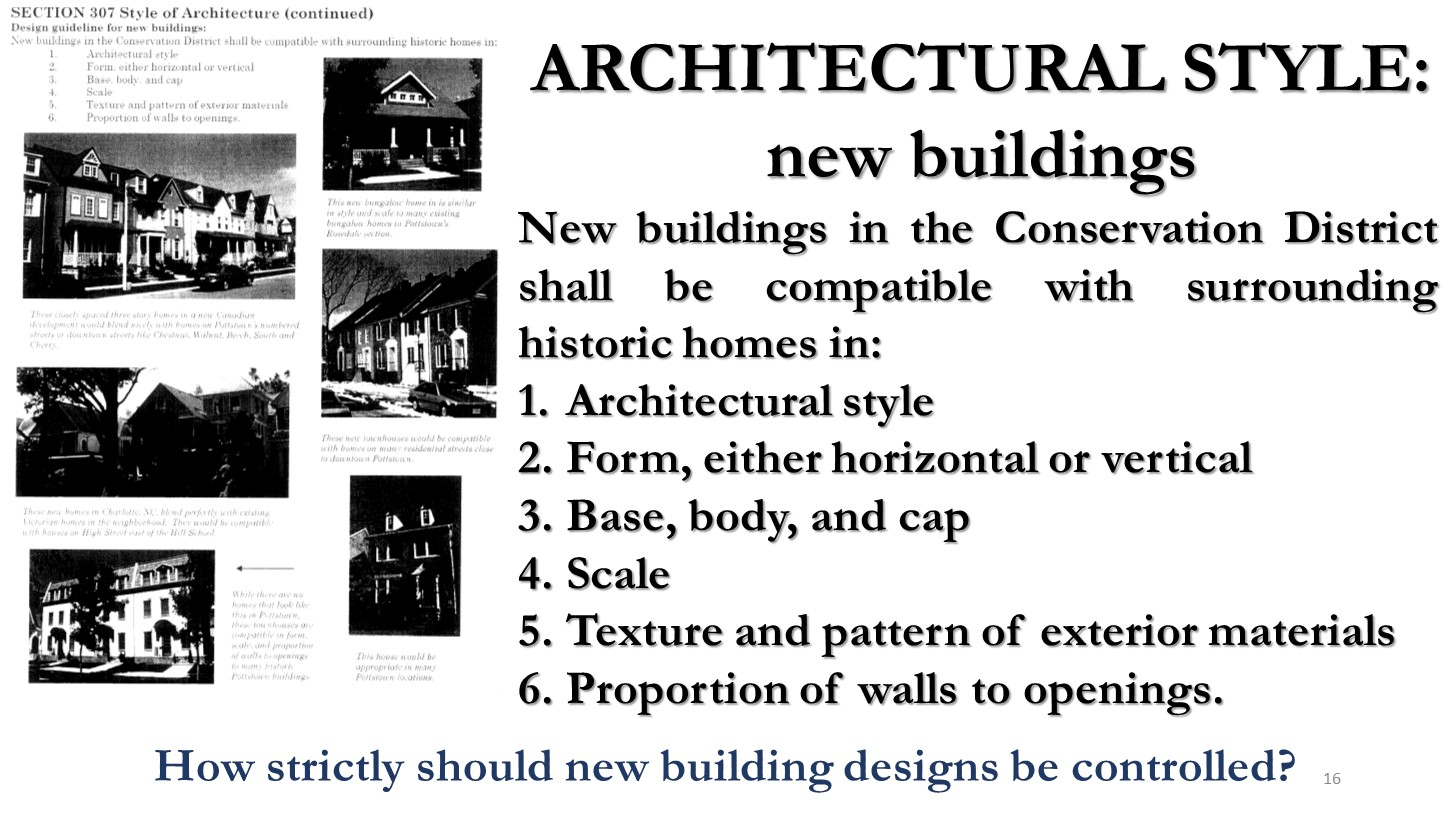 SECTION 307 Style of Architecture (continued)
Design guideline for new buildings:
New buildings in the Conservation District shall be compatible with surrounding historic homes in:
1. Architectural style
2. Form, either horizontal or vertical
3. Base, body, and cap
4. Scale
5. Texture and pattern of exterior materials
6. Proportion of walls to openings.
This new bungalow home in is similar
in style and scale to many existing
bungalow homes in Pottstown's
Rosedale section.
These closely spaced three story homes in a new Canadian
development would blend nicely with homes on Pottstown's numbered
streets or downtown streets like Chestnut, Walnut, Beech, South and
Cherry.
These new townhouses would be compatible
with homes on many residential streets close
to downtown Pottstown.
These new homes in Charlotte, NC, blend perfectly with existing
Victorian homes in the neighborhood. They would be compatible
with houses on High Street east of the Hill School.
While there are no
homes that look like
this in Pottstown,
these townhouses are
compatible in form,
scale, and proportion
of walls to openings
to many historic
Pottstown buildings.
This house would be
appropriate in many
Pottstown locations.
ARCHITECTURAL STYLE:
new buildings
New buildings in the Conservation District
shall be compatible with surrounding
historic homes in:
1. Architectural style
2. Form, either horizontal or vertical
3. Base, body, and cap
4. Scale
5. Texture and pattern of exterior materials
6. Proportion of walls to openings.
How strictly should new building designs be controlled?
16